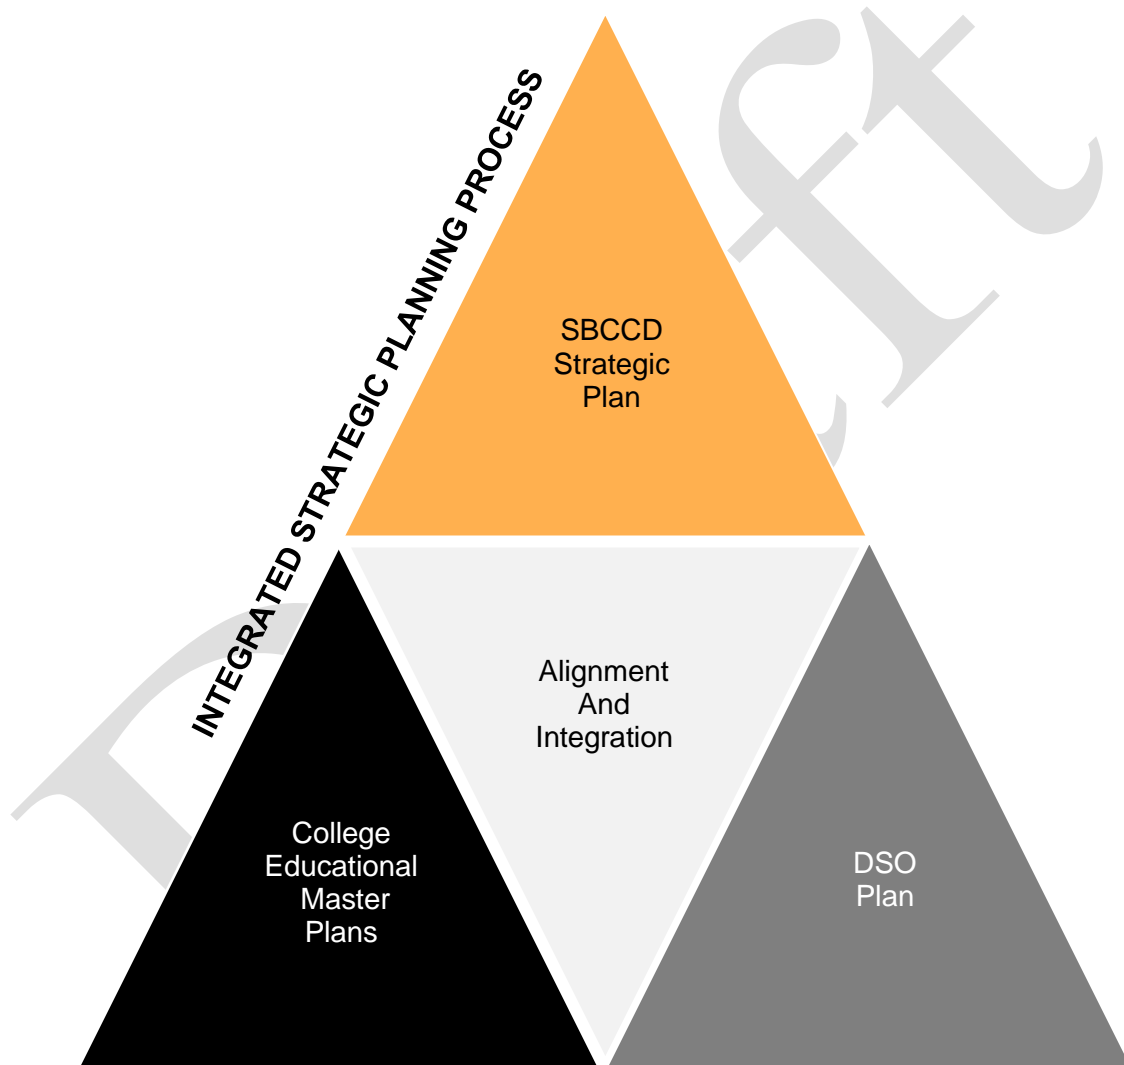 INTEGRATED STRATEGIC PLANNING PROCESS
SBCCD
Strategic
Plan
Alignment
And
Integration
College
Educational
Master
Plans
DSO
Plan
Draft